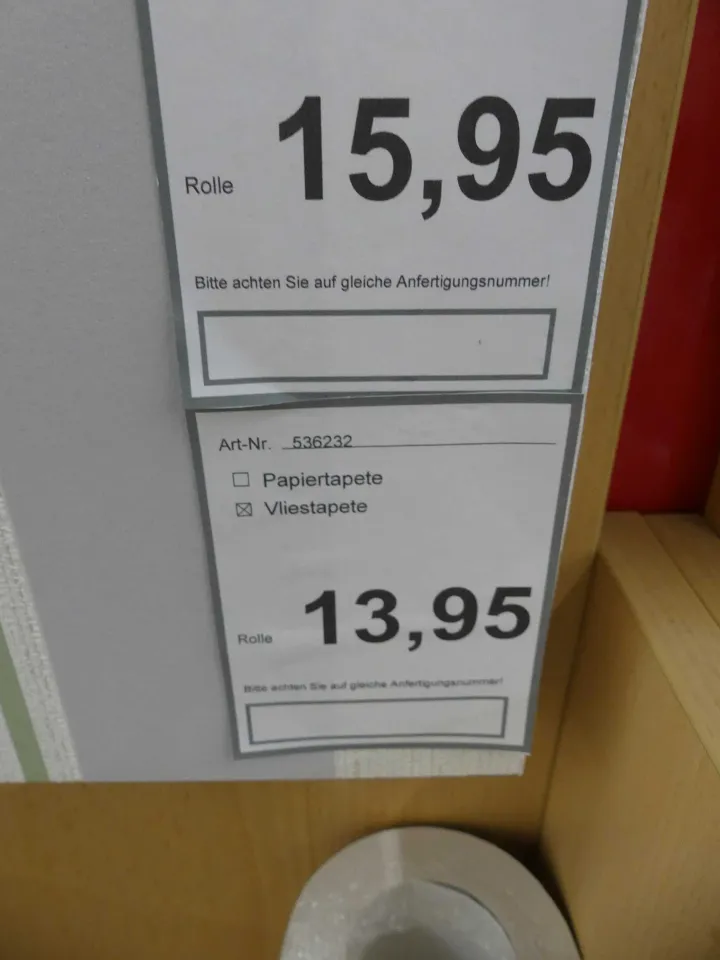 Rolle 15,95
Bitte achten Sie auf gleiche Anfertigungsnummer!
Art-Nr. 536232
Papiertapete
Vliestapete
Rolle 13,95
Bitte achten Sie auf gleiche Anfertigungsnummer!